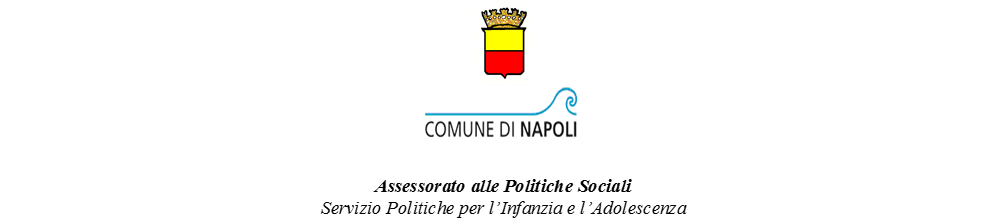 COMUNE DI NAPOLI
Assessorato alle Politiche Sociali
Servizio Politiche per l’Infanzia e l’Adolescenza